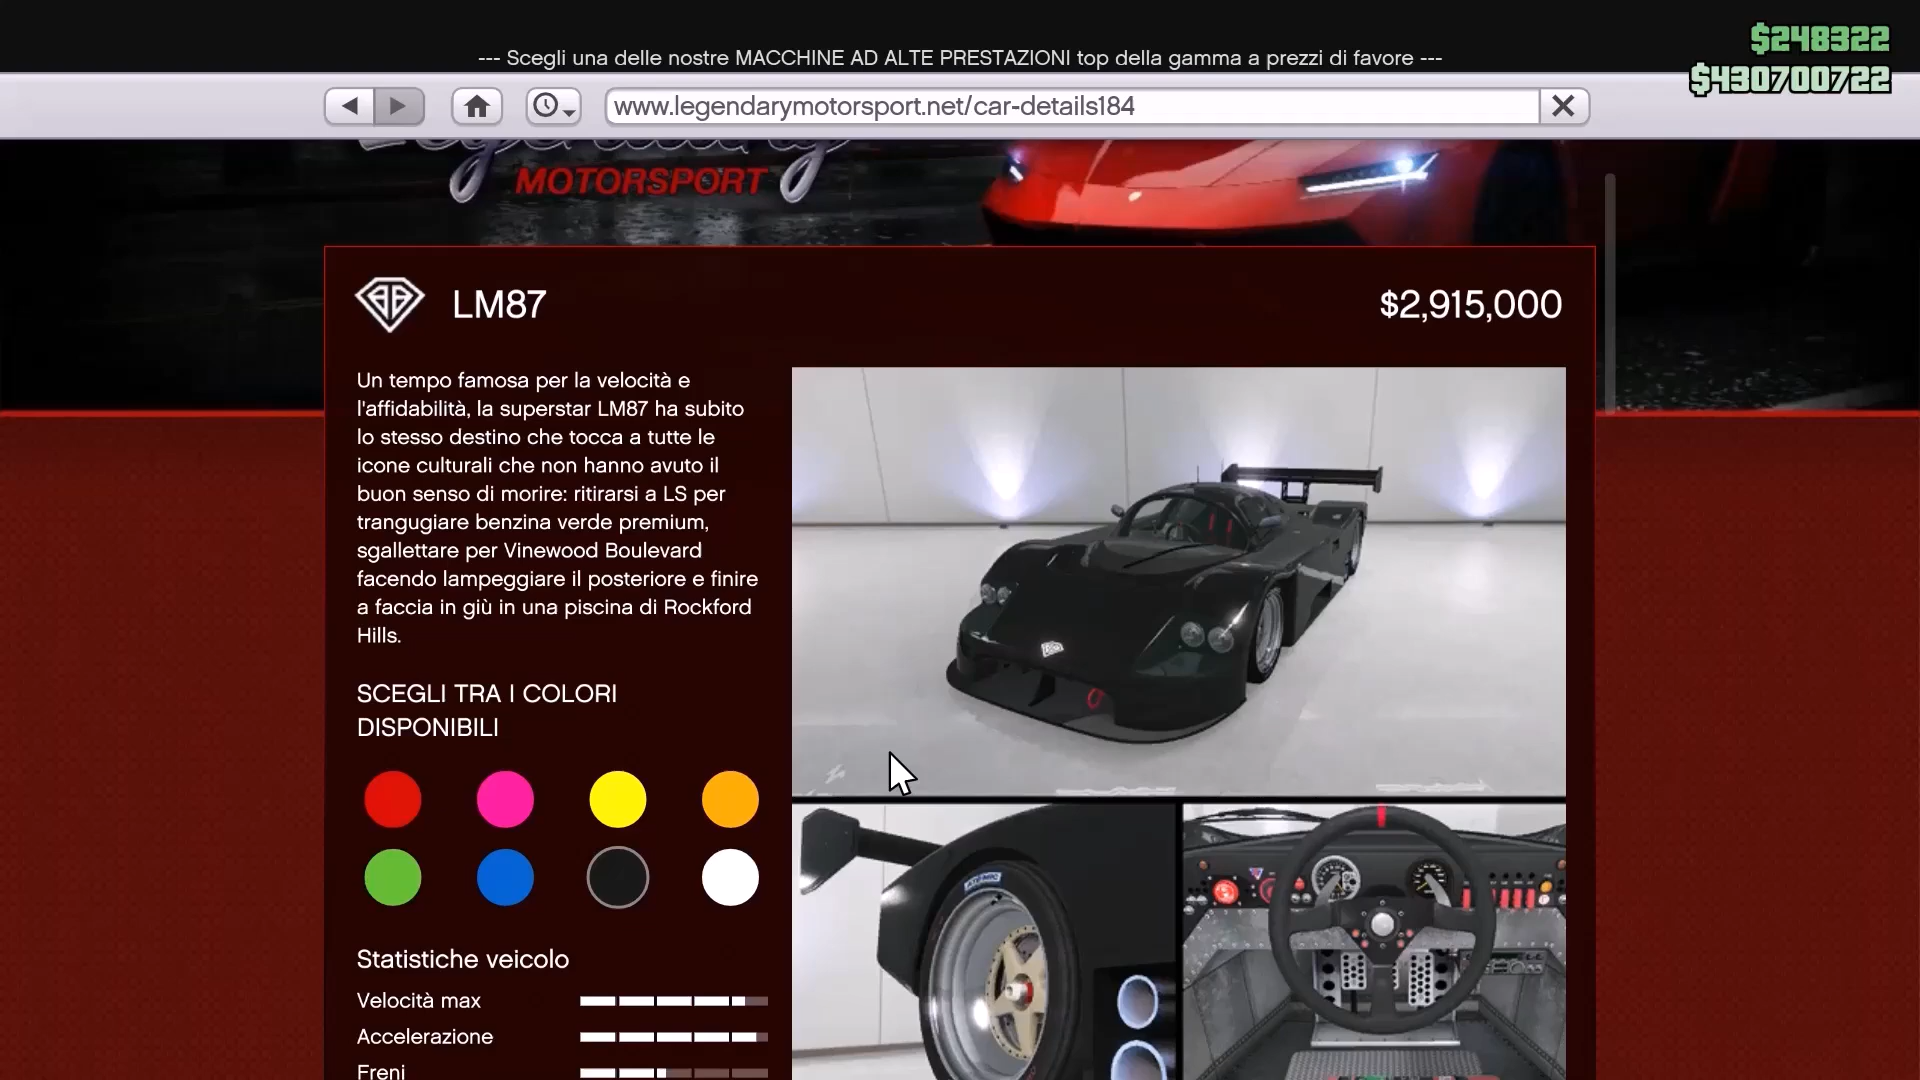 $248322
--- Scegli una delle nostre MACCHINE AD ALTE PRESTAZIONI top della gamma a prezzi di favore ---
$430700722
www.legendarymotorsport.net/car-details184
Legendary
MOTORSPORT
LM87
$2,915,000
Un tempo famosa per la velocità e
l'affidabilità, la superstar LM87 ha subito
lo stesso destino che tocca a tutte le
icone culturali che non hanno avuto il
buon senso di morire: ritirarsi a LS per
trangugiare benzina verde premium,
sgallettare per Vinewood Boulevard
facendo lampeggiare il posteriore e finire
a faccia in giù in una piscina di Rockford
Hills.
SCEGLI TRA I COLORI
DISPONIBILI
Statistiche veicolo
Velocità max
Accelerazione
Freni
ATOMIC